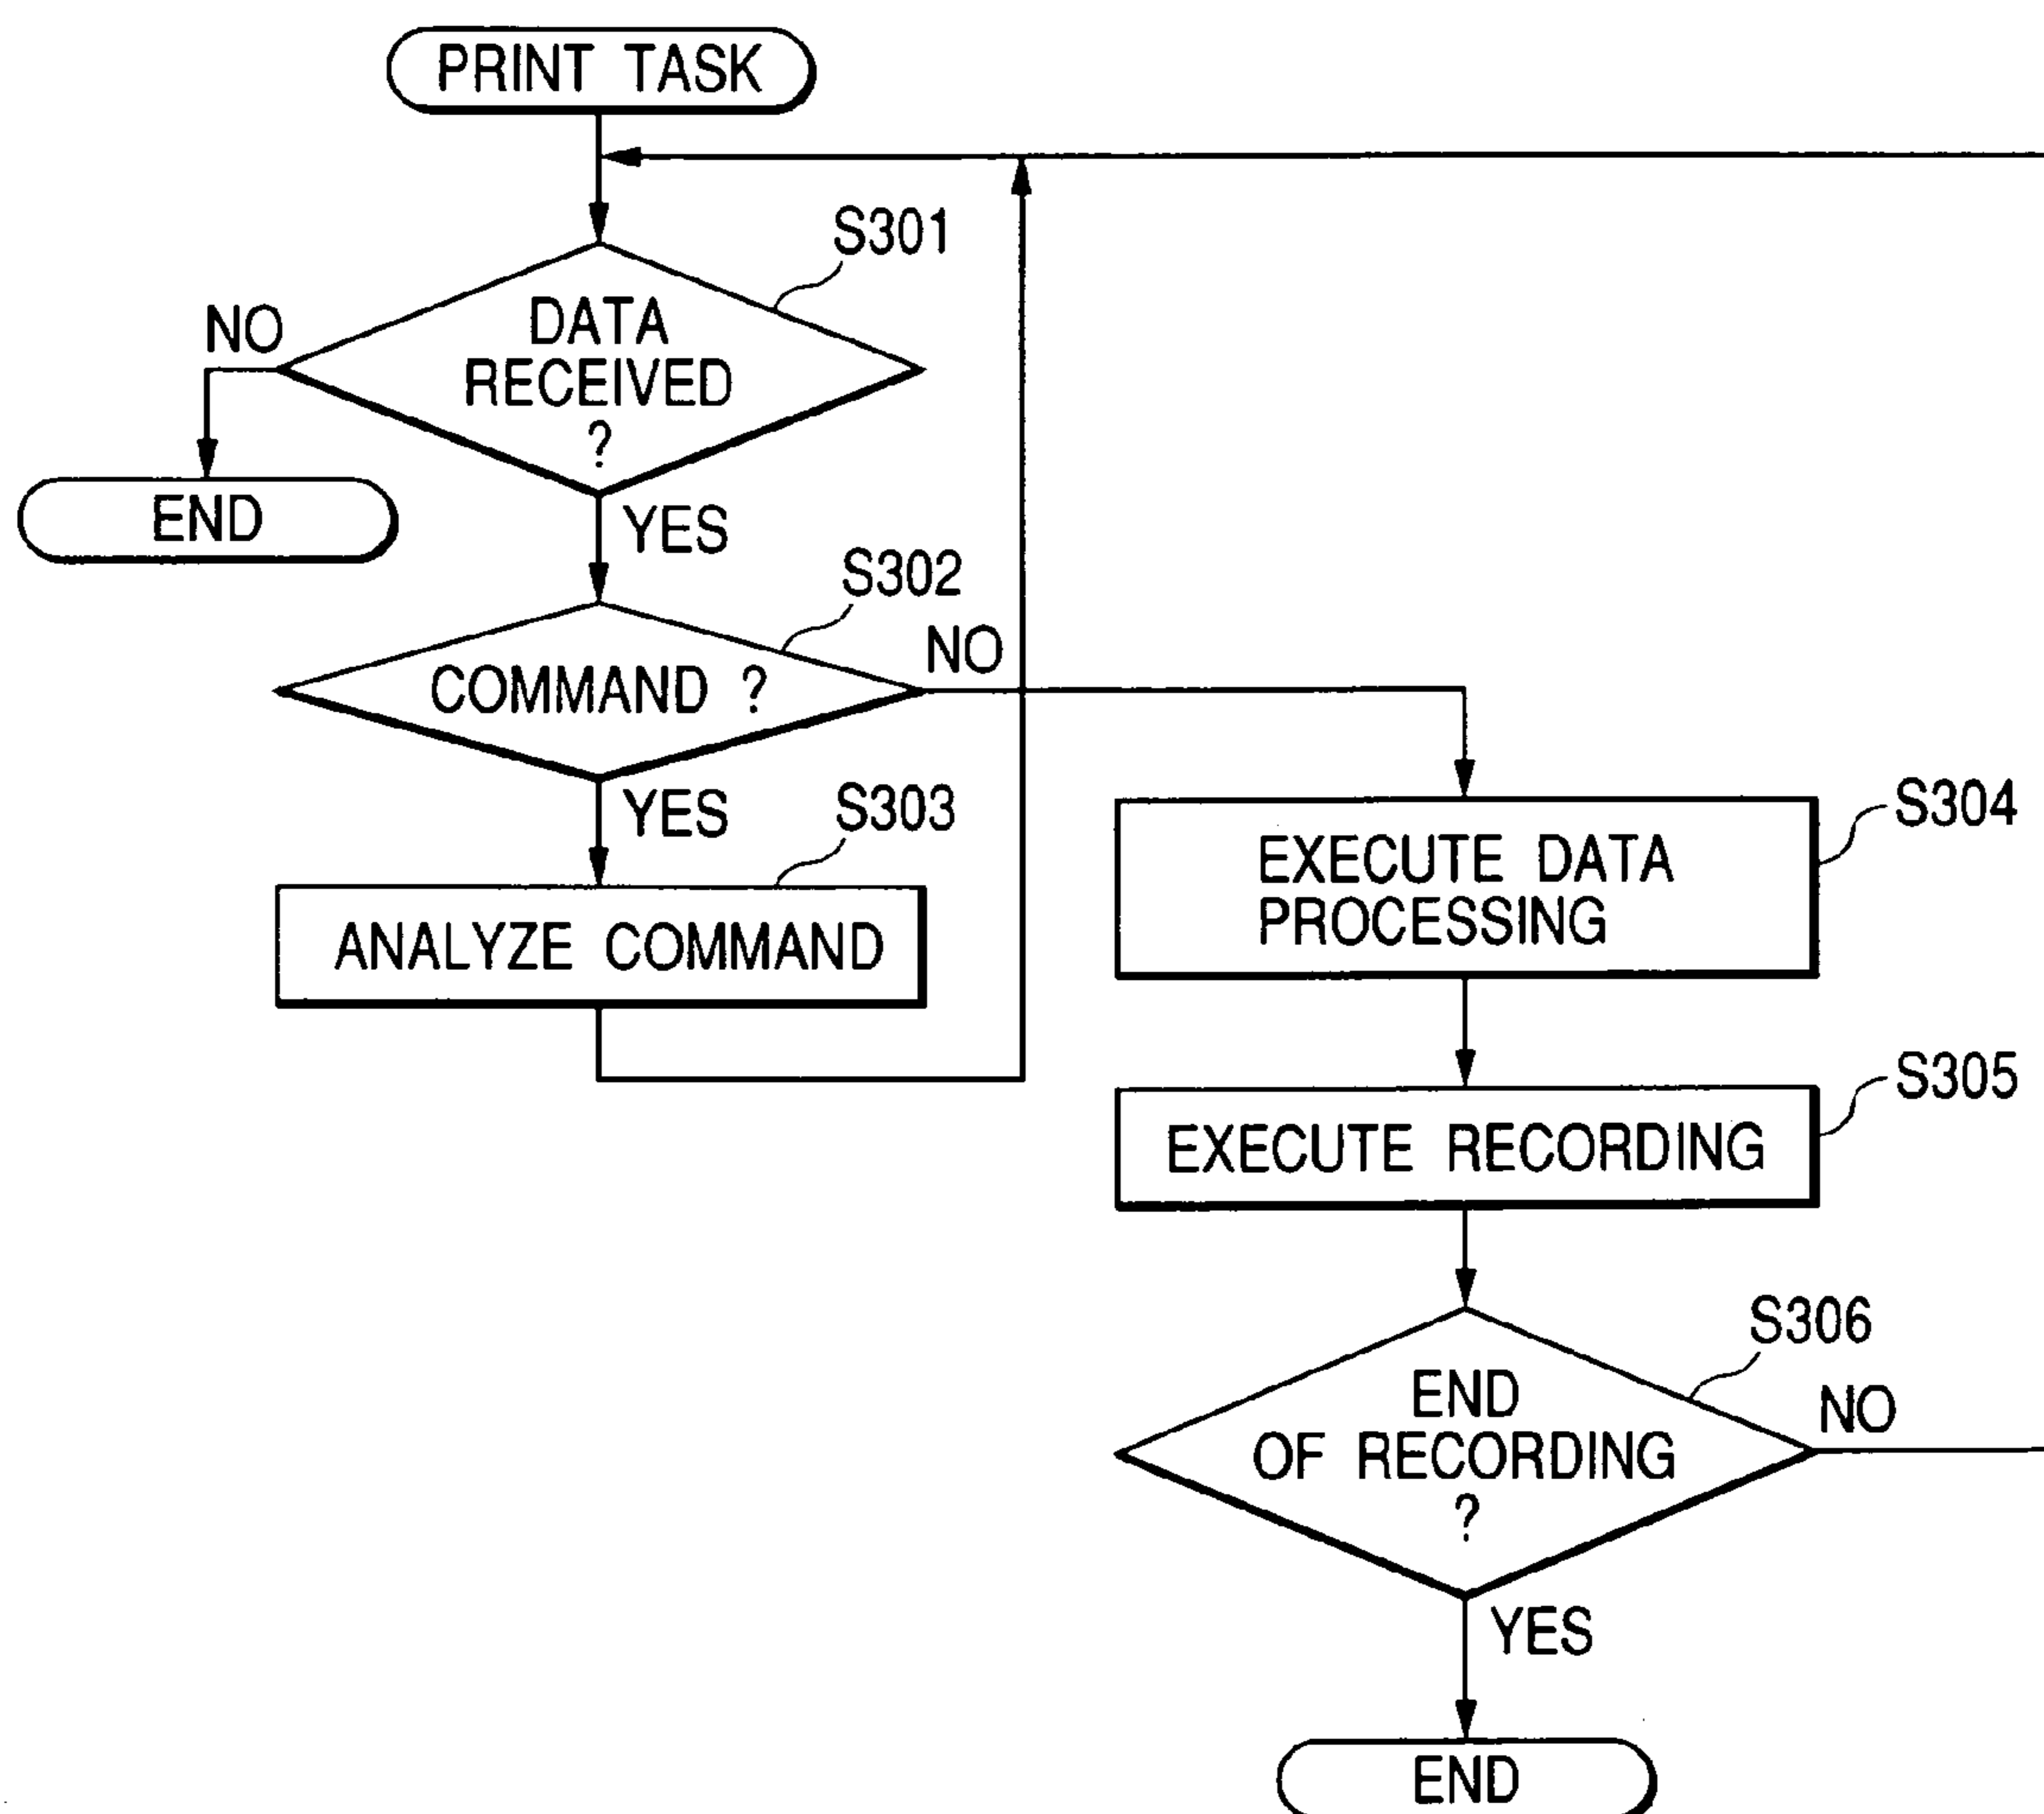 PRINT TASK
S301
NO
DATA
RECEIVED
?
END
YES
S302
COMMAND ?
NO
YES
S303
ANALYZE COMMAND
S304
EXECUTE DATA
PROCESSING
S305
EXECUTE RECORDING
S306
END
OF RECORDING
?
NO
YES
END